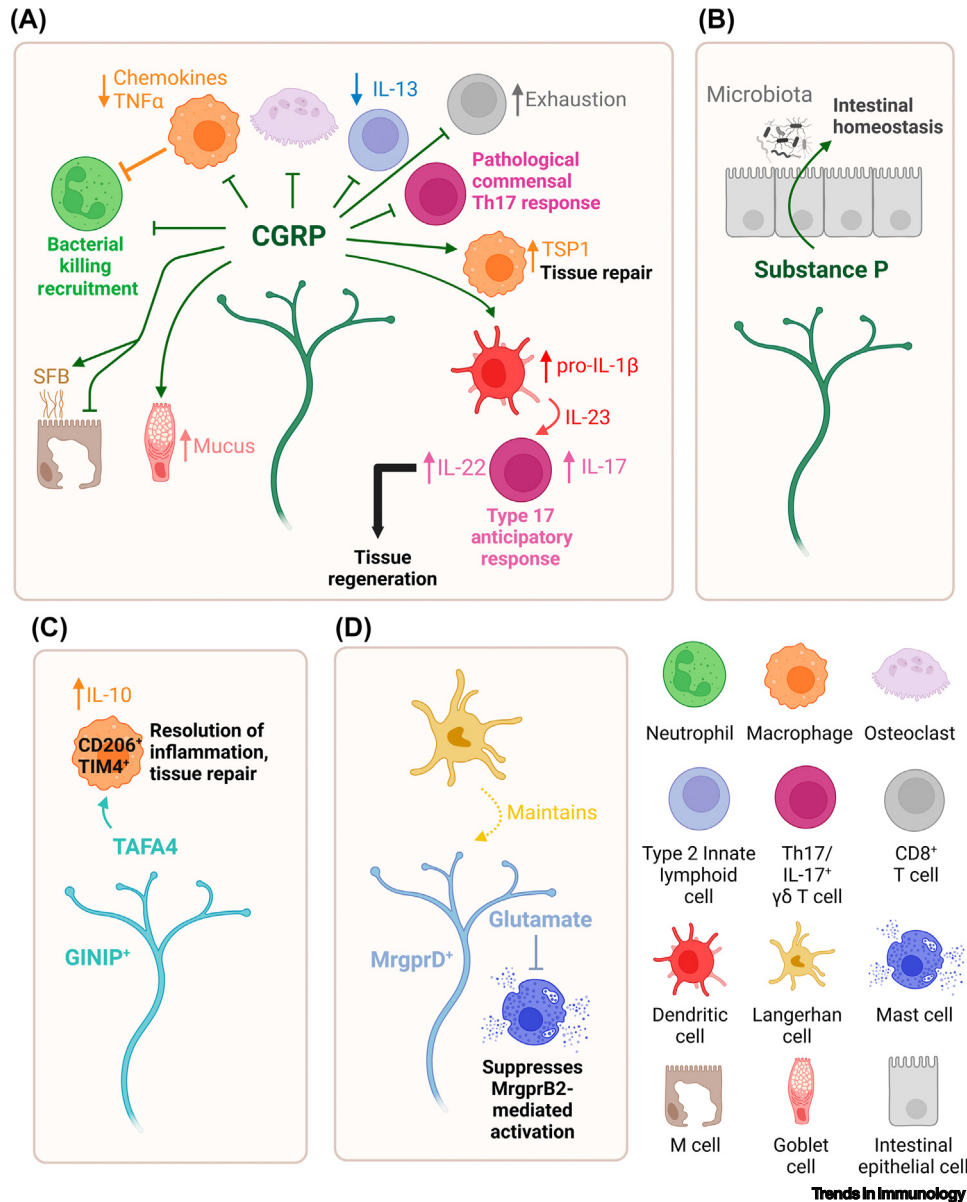 (A)
Chemokines
TNFα
IL-13
Exhaustion
Pathological
commensal
Th17 response
CGRP
Bacterial
killing
recruitment
TSP1
Tissue repair
SFB
Mucus
pro-IL-1β
IL-23
IL-22
IL-17
Type 17
anticipatory
response
Tissue
regeneration
(B)
Microbiota
Intestinal
homeostasis
Substance P
(C)
IL-10
CD206+
TIM4+
Resolution of
inflammation,
tissue repair
TAFA4
GINIP+
(D)
Maintains
Glutamate
MrgprD+
Suppresses
MrgprB2-
mediated
activation
Neutrophil
Macrophage
Osteoclast
Type 2 Innate
lymphoid
cell
Th17/
IL-17+
γδ T cell
CD8+
T cell
Dendritic
cell
Langerhan
cell
Mast cell
M cell
Goblet
cell
Intestinal
epithelial cell
Trends in Immunology